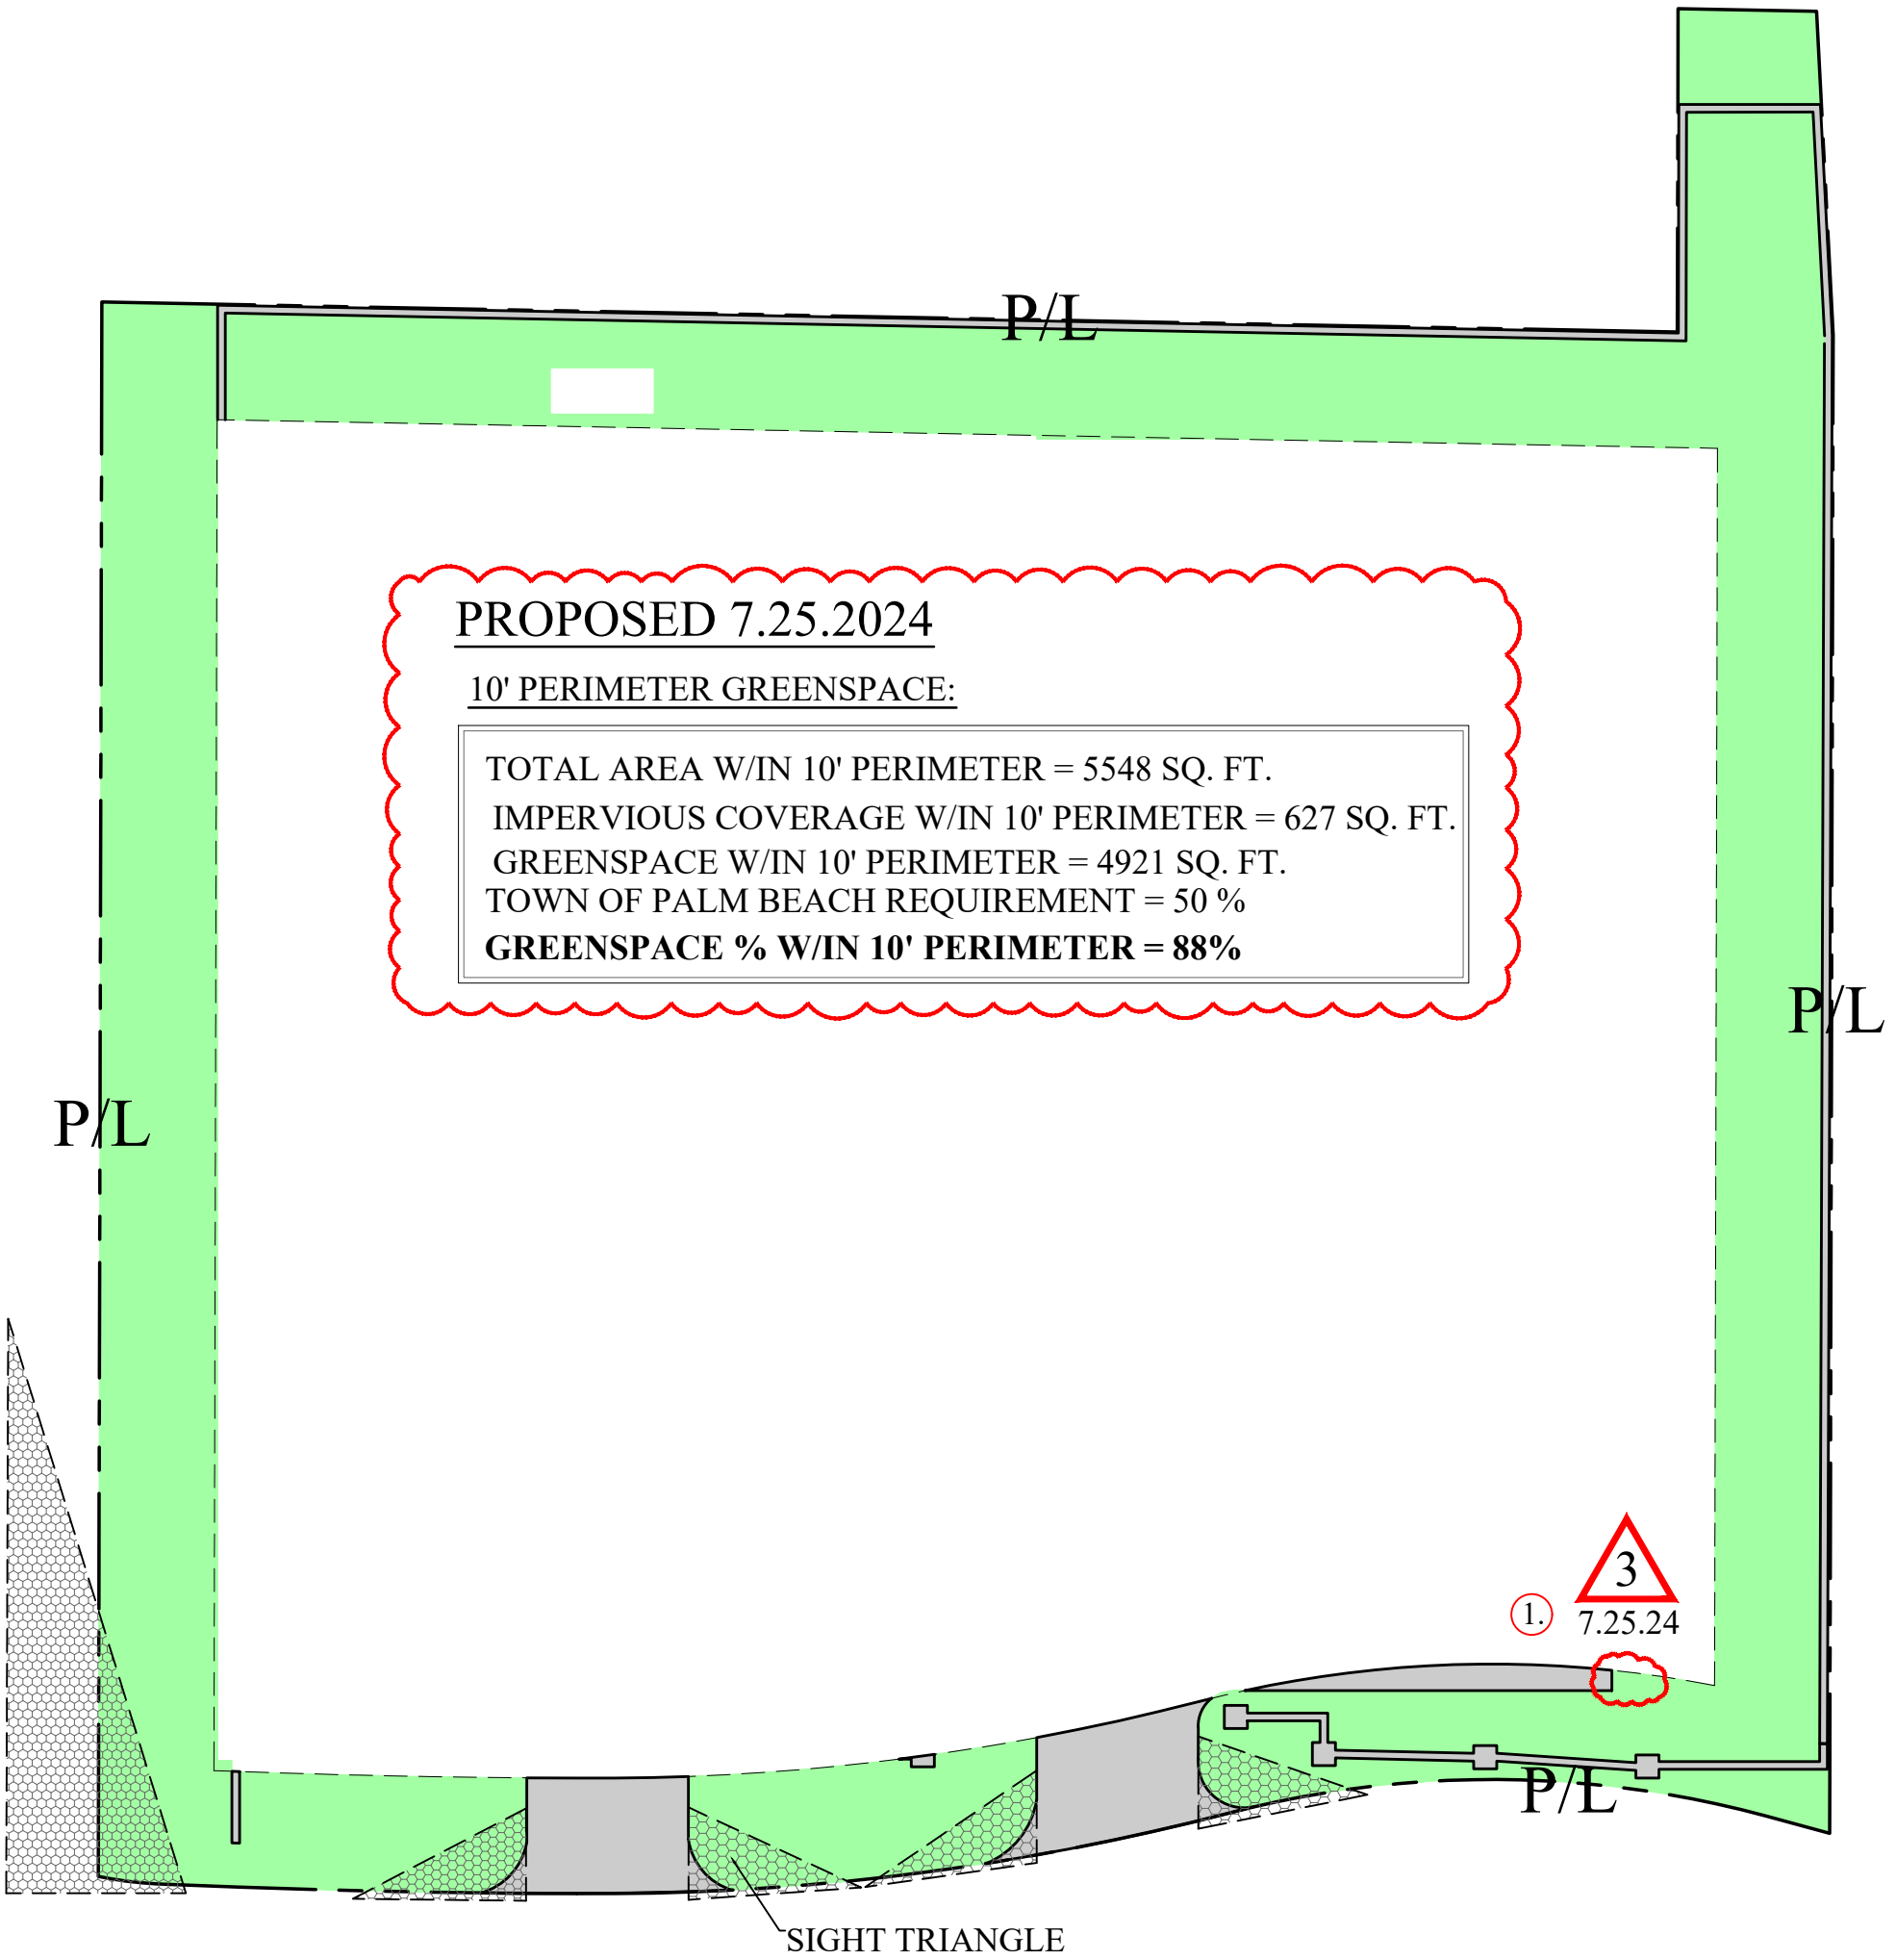 P/L
PROPOSED 7.25.2024
10' PERIMETER GREENSPACE:
TOTAL AREA W/IN 10' PERIMETER = 5548 SQ. FT.
IMPERVIOUS COVERAGE W/IN 10' PERIMETER = 627 SQ. FT.
GREENSPACE W/IN 10' PERIMETER = 4921 SQ. FT.
TOWN OF PALM BEACH REQUIREMENT = 50 %
GREENSPACE % W/IN 10' PERIMETER = 88%
P/L
P/L
3
1.
7.25.24
P/L
SIGHT TRIANGLE